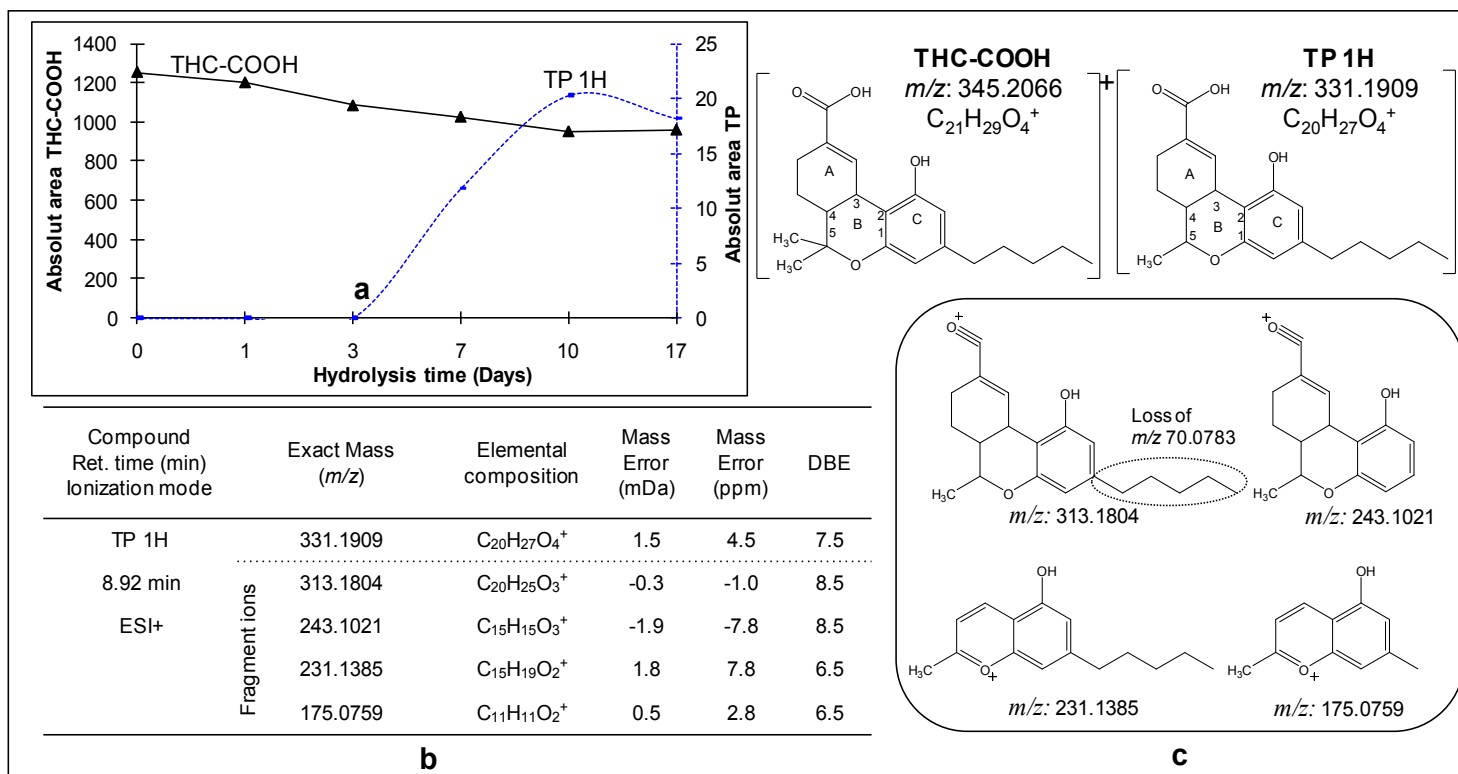 1400
1200
1000
800
600
400
200
0
Absolut area THC-COOH
THC-COOH
TP 1H
a
25
20
15
10
5
0
Absolut area TP
0 1 3 7 10 17
Hydrolysis time (Days)
THC-COOH
m/z: 345.2066
C21H29O4+
O OH
A
OH
3
4 2
B C
5 1
H3C
H3C O
+
TP 1H
m/z: 331.1909
C20H27O4+
O OH
A
OH
3
4 2
B C
5 1
H3C O
Compound
Ret. time (min)
Ionization mode
Exact Mass
(m/z)
Elemental
composition
Mass
Error
(mDa)
Mass
Error
(ppm)
DBE
TP 1H 331.1909 C20H27O4+ 1.5 4.5 7.5
8.92 min 313.1804 C20H25O3+ -0.3 -1.0 8.5
ESI+ 243.1021 C15H15O3+ -1.9 -7.8 8.5
231.1385 C15H19O2+ 1.8 7.8 6.5
175.0759 C11H11O2+ 0.5 2.8 6.5
Fragment ions
b
+
O
OH
H3C O
m/z: 313.1804
Loss of
m/z 70.0783
+
O
OH
H3C O
m/z: 243.1021
OH
H3C O
+
m/z: 231.1385
OH
H3C O
+
m/z: 175.0759
c